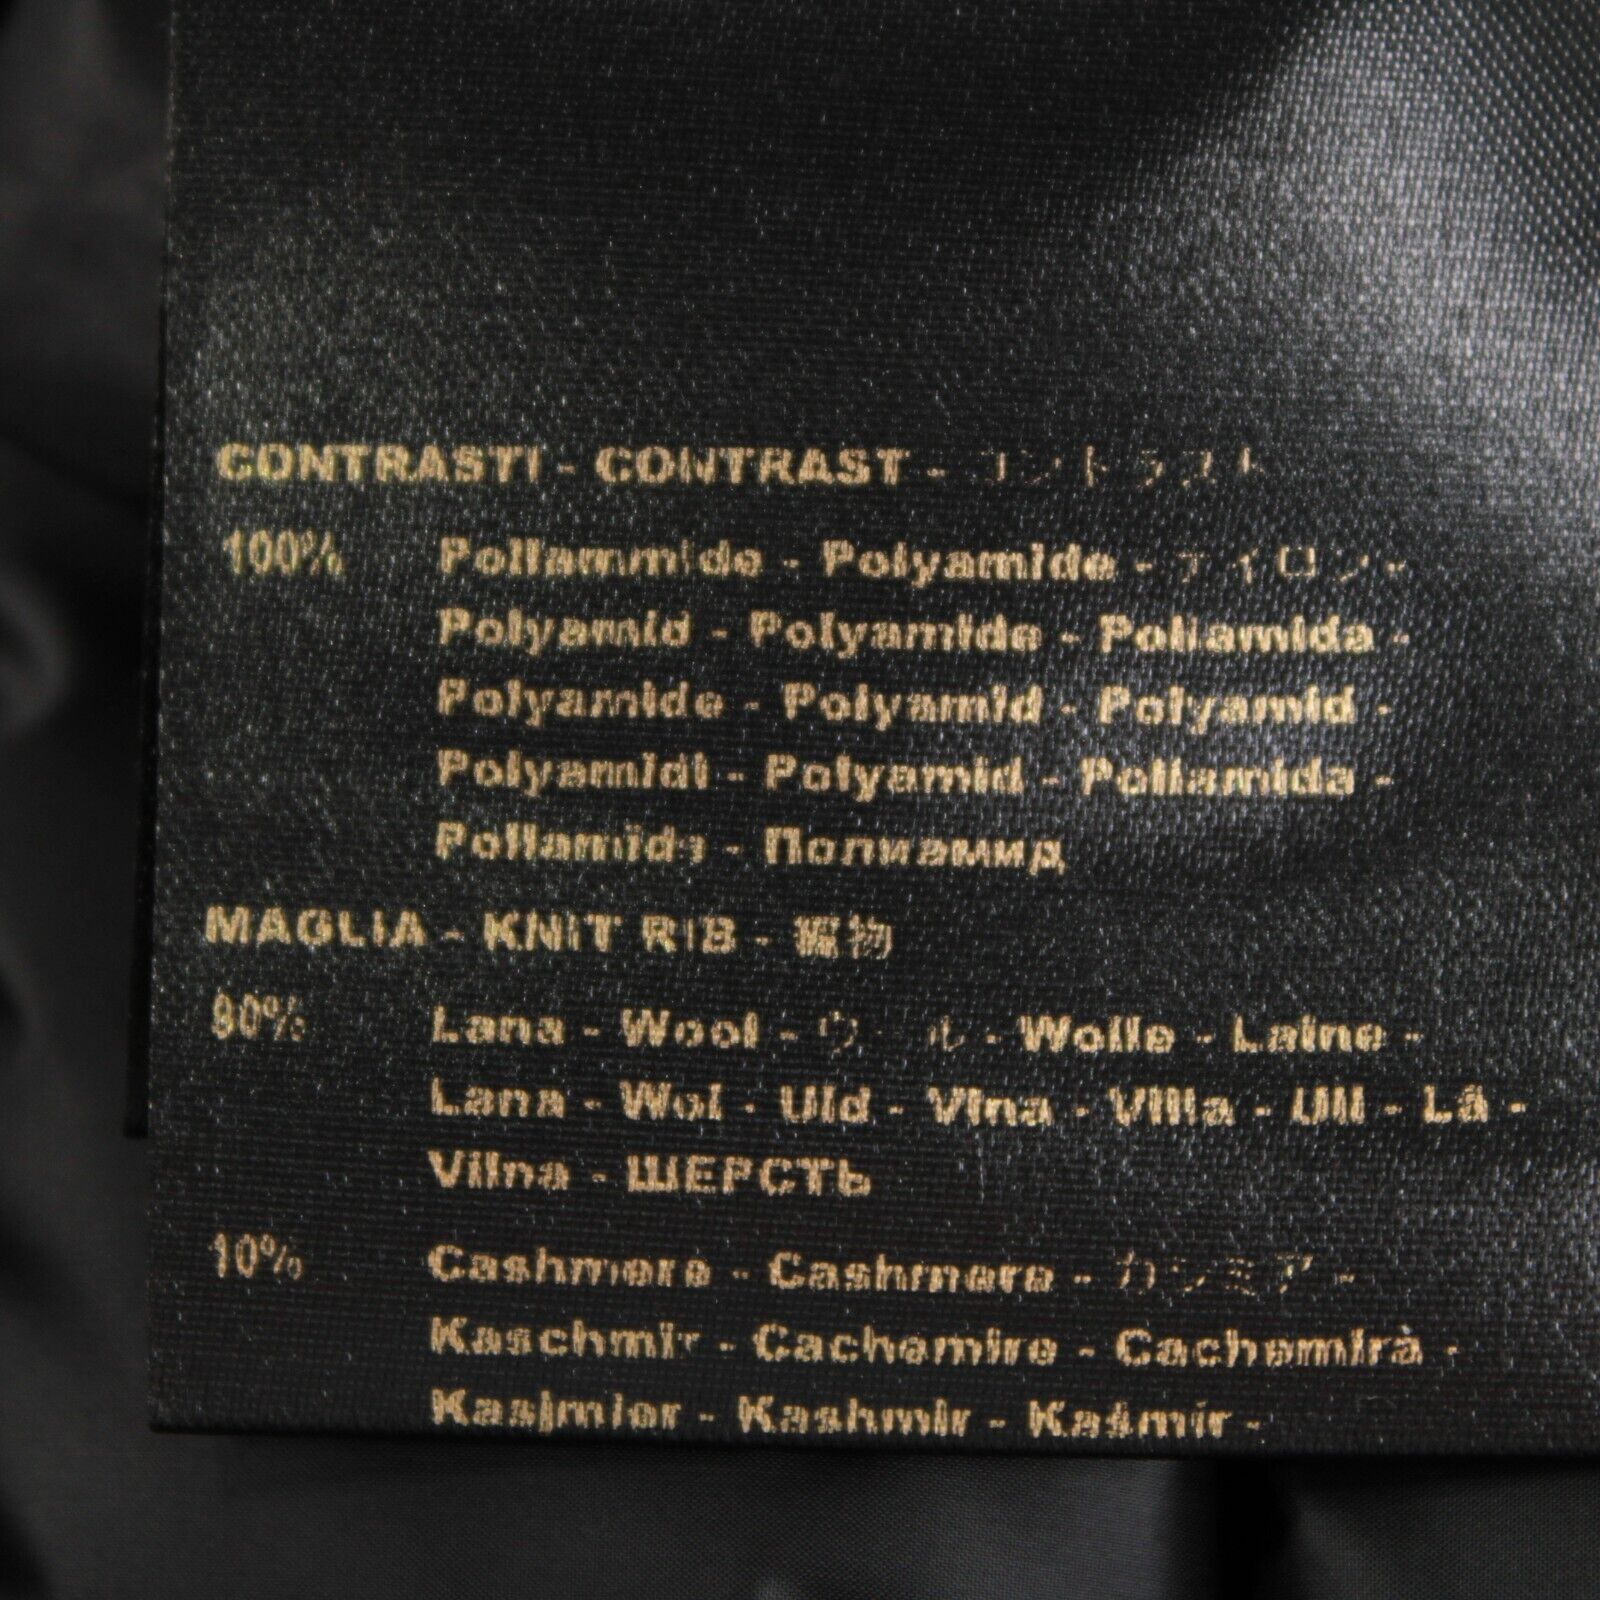 CONTRASTI - CONTRAST - コントラスト
100% Poliammide - Polyamide - ナイロン -
Polyamid - Polyamide - Poliamida -
Polyamide - Polyamid - Polyamid -
Polyamidi - Polyamid - Poliamida -
Poliamide - Полиамид
MAGLIA - KNIT RIB - 編物
90% Lana - Wool - ウール - Wolle - Laine -
Lana - Wol - Uld - Vlna - Villa - Ull - Lã -
Vilna - ШЕРСТЬ
10% Cashmere - Cashmere - カシミア -
Kaschmir - Cachemire - Cachemira -
Kasjmier - Kashmir - Kašmír -